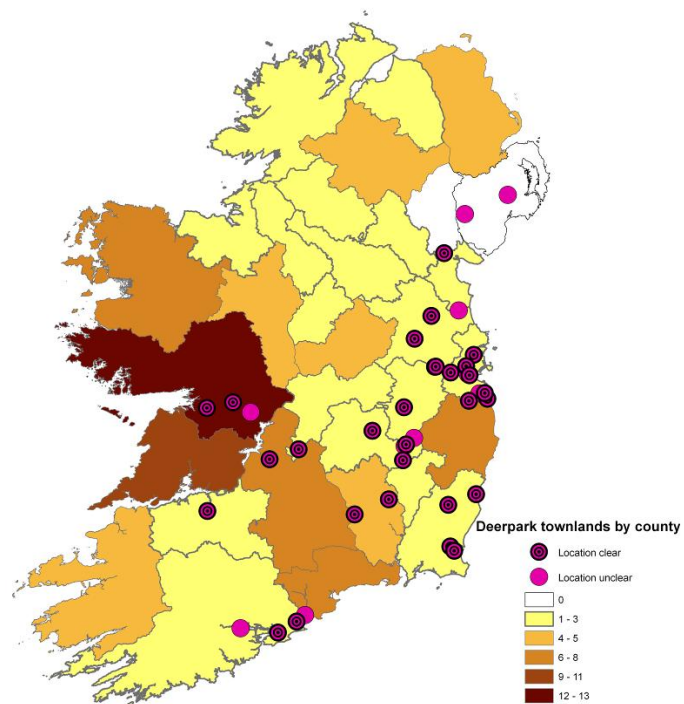 Deerpark townlands by county
Location clear
Location unclear
0
1 - 3
4 - 5
6 - 8
9 - 11
12 - 13